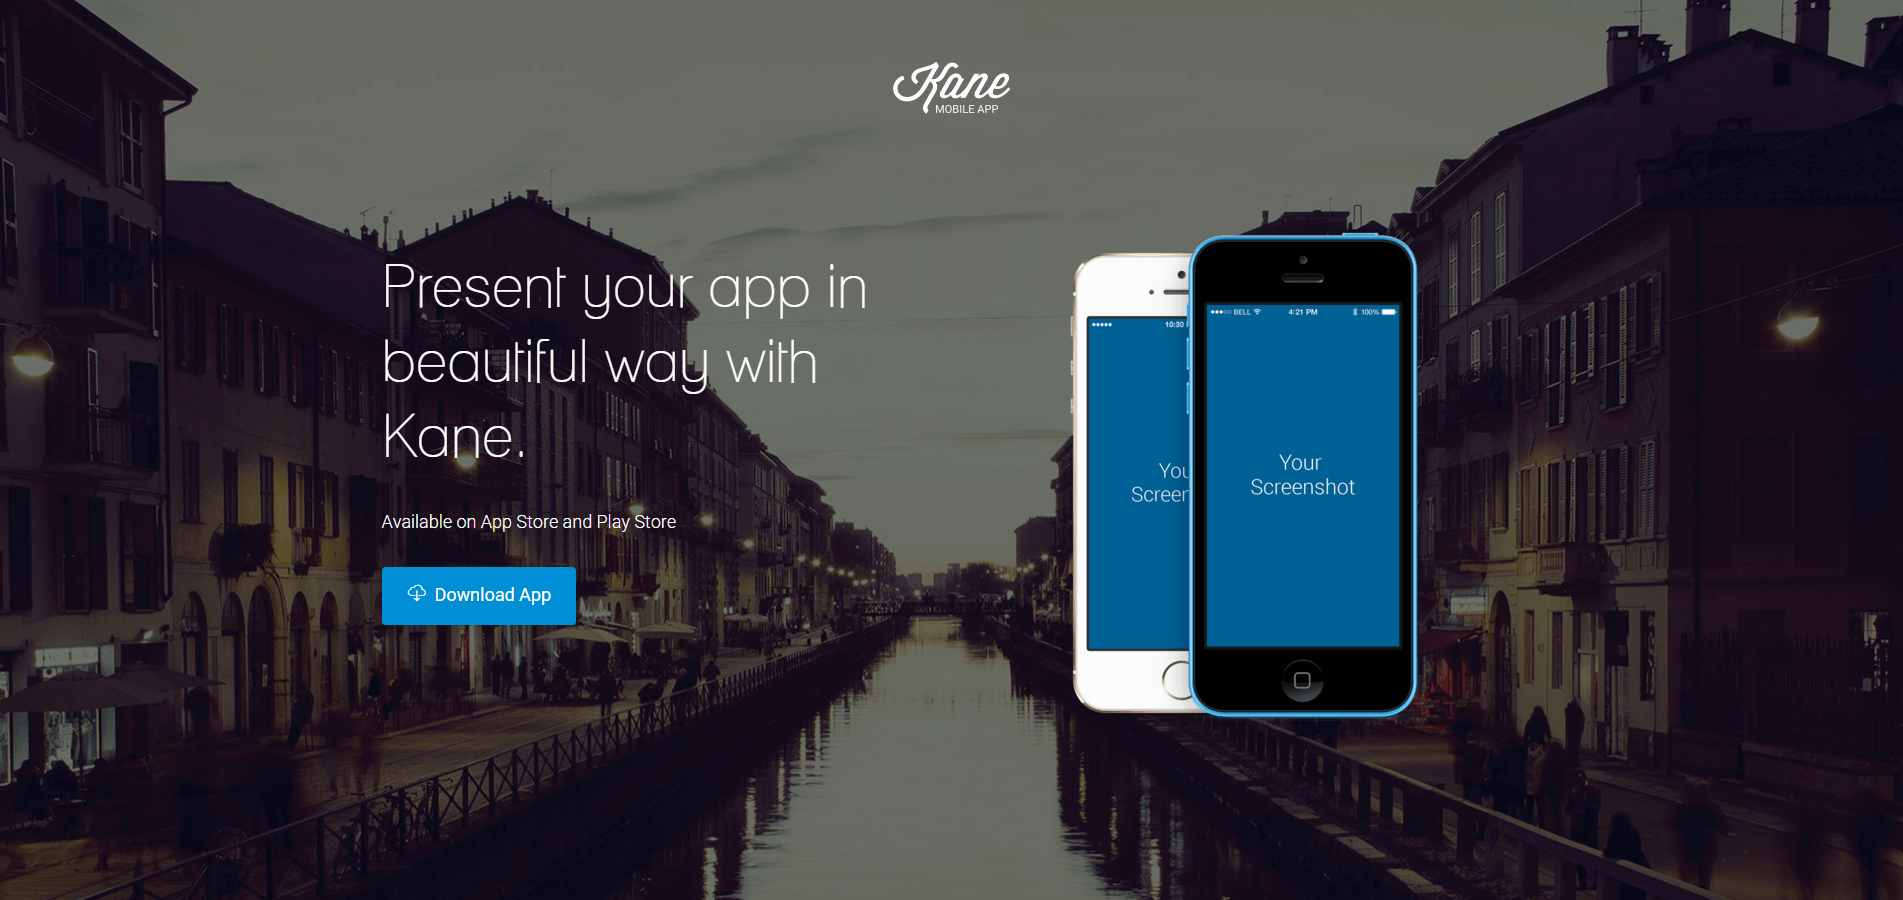 Kane
MOBILE APP
Present your app in
beautiful way with
Kane.
Available on App Store and Play Store
Download App
10:30
You
Screen
BELL 4:21 PM 100%
Your
Screenshot